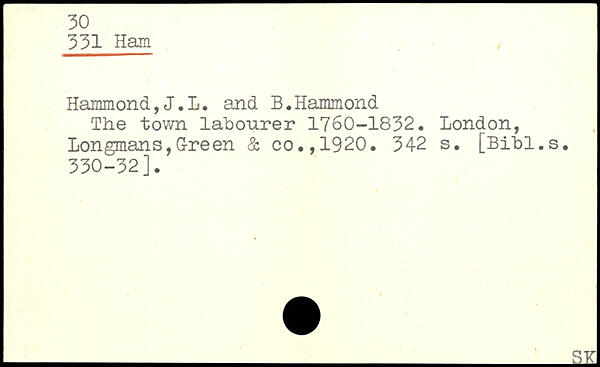 30
331 Ham
Hammond,J.L. and B.Hammond
The town labourer 1760-1832. London,
Longmans,Green & co.,1920. 342 s. [Bibl.s.
330-32].
SK